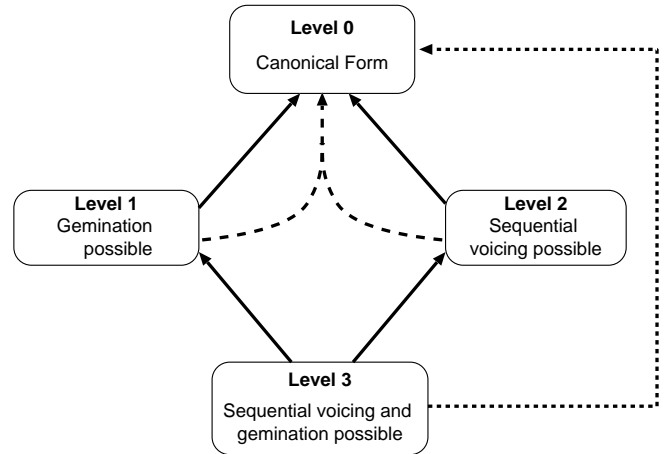 Level 0
Canonical Form
Level 1
Gemination
possible
Level 2
Sequential
voicing possible
Level 3
Sequential voicing and
gemination possible